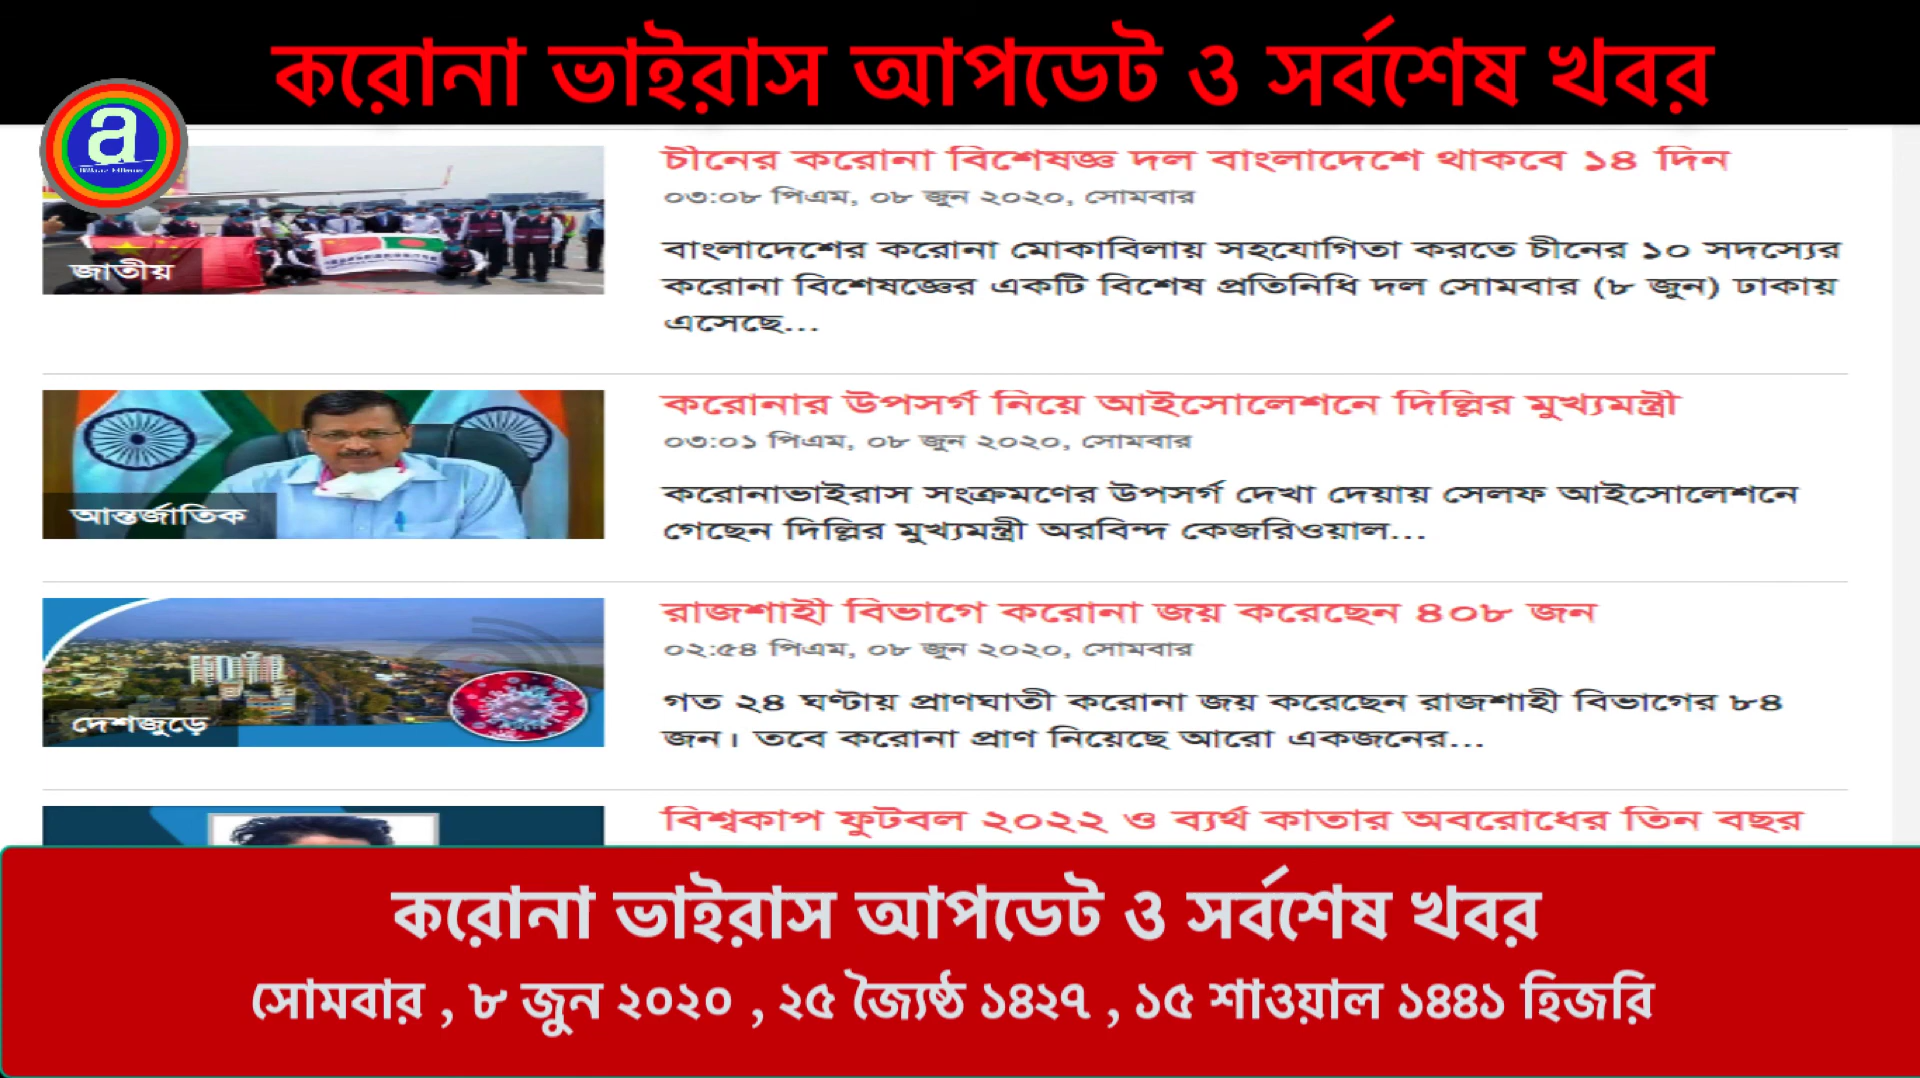 করোনা ভাইরাস আপডেট ও সর্বশেষ খবর
a
চীনের করোনা বিশেষজ্ঞ দল বাংলাদেশে থাকবে ১৪ দিন
০৩:০৮ পিএম, ০৮ জুন ২০২০, সোমবার
জাতীয়
বাংলাদেশের করোনা মোকাবিলায় সহযোগিতা করতে চীনের ১০ সদস্যের
করোনা বিশেষজ্ঞের একটি বিশেষ প্রতিনিধি দল সোমবার (৮ জুন) ঢাকায়
এসেছে...
করোনার উপসর্গ নিয়ে আইসোলেশনে দিল্লির মুখ্যমন্ত্রী
০৩:০১ পিএম, ০৮ জুন ২০২০, সোমবার
আন্তর্জাতিক
করোনাভাইরাস সংক্রমণের উপসর্গ দেখা দেয়ায় সেলফ আইসোলেশনে
গেছেন দিল্লির মুখ্যমন্ত্রী অরবিন্দ কেজরিওয়াল...
রাজশাহী বিভাগে করোনা জয় করেছেন ৪০৮ জন
০২:৫৪ পিএম, ০৮ জুন ২০২০, সোমবার
দেশজুড়ে
গত ২৪ ঘণ্টায় প্রাণঘাতী করোনা জয় করেছেন রাজশাহী বিভাগের ৮৪
জন। তবে করোনা প্রাণ নিয়েছে আরো একজনের...
বিশ্বকাপ ফুটবল ২০২২ ও ব্যর্থ কাতার অবরোধের তিন বছর
করোনা ভাইরাস আপডেট ও সর্বশেষ খবর
সোমবার , ৮ জুন ২০২০ , ২৫ জ্যৈষ্ঠ ১৪২৭ , ১৫ শাওয়াল ১৪৪১ হিজরি